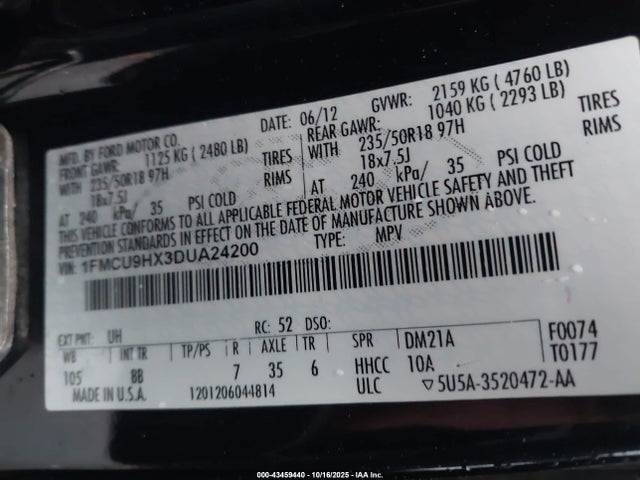 MFD. BY FORD MOTOR CO. DATE: 06/12 GVWR: 2159 KG ( 4760 LB)
FRONT GAWR: 1125 KG ( 2480 LB) REAR GAWR: 1040 KG ( 2293 LB)
WITH 235/50R18 97H TIRES WITH 235/50R18 97H TIRES
18x7.5J RIMS 18x7.5J RIMS
AT 240 kPa/ 35 PSI COLD AT 240 kPa/ 35 PSI COLD
THIS VEHICLE CONFORMS TO ALL APPLICABLE FEDERAL MOTOR VEHICLE SAFETY AND THEFT
PREVENTION STANDARDS IN EFFECT ON THE DATE OF MANUFACTURE SHOWN ABOVE.
VIN: 1FMCU9HX3DUA24200 TYPE: MPV
EXT PNT: UH RC: 52 DSO:
WB INT TR TP/PS R AXLE TR SPR DM21A F0074
105 8B 7 35 6 HHCC 10A T0177
MADE IN U.S.A. 1201206044814 ULC ▽5U5A-3520472-AA
000-43459440 - 10/16/2025 - IAA Inc.